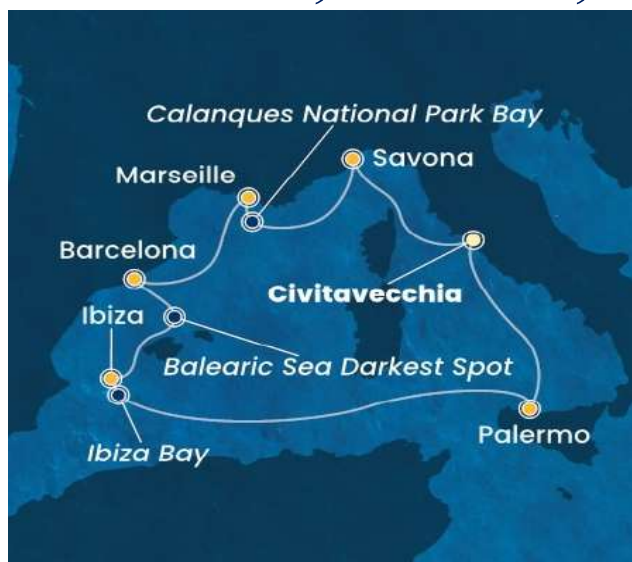 Calanques National Park Bay
Savona
Marseille
Barcelona
Civitavecchia
Ibiza
Balearic Sea Darkest Spot
Palermo
Ibiza Bay